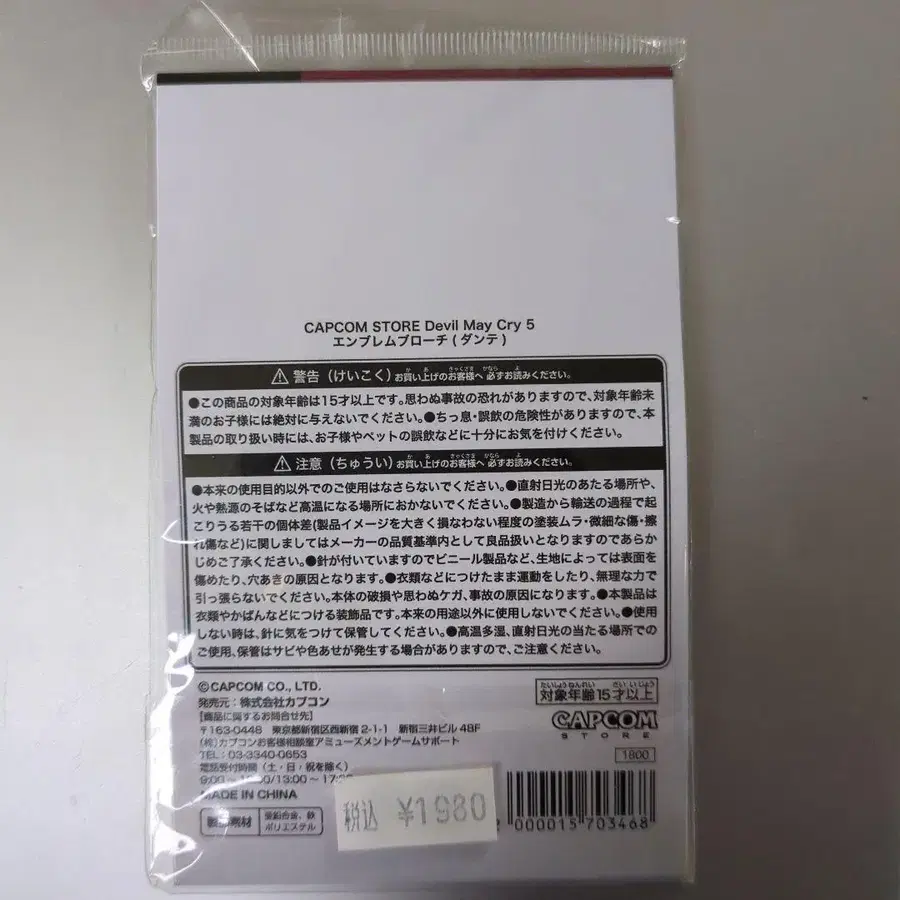 CAPCOM STORE Devil May Cry 5
エンブレムブローチ ( ダンテ )
⚠ 警告（けいこく）お買い上げのお客様へ 必ずお読みください。
●この商品の対象年齢は15才以上です。思わぬ事故の恐れがありますので、対象年齢未
満のお子様には絶対に与えないでください。●ちっ息・誤飲の危険性がありますので、本
製品の取り扱い時には、お子様やペットの誤飲などに十分にお気を付けください。
⚠ 注意（ちゅうい）お買い上げのお客様へ 必ずお読みください。
●本来の使用目的以外でのご使用はなさらないでください。●直射日光のあたる場所や、
火や熱源のそばなど高温になる場所におかないでください。●製造から輸送の過程で起
こりうる若干の個体差(製品イメージを大きく損なわない程度の塗装ムラ・微細な傷・擦
れ傷など)に関しましてはメーカーの品質基準内として良品扱いとなりますのであらか
じめご了承ください。●針が付いていますのでビニール製品など、生地によっては表面を
傷めたり、穴あきの原因となります。●衣類などにつけたまま運動をしたり、無理な力で
引っ張らないでください。本体の破損や思わぬケガ、事故の原因になります。●本製品は
衣類やかばんなどにつける装飾品です。本来の用途以外に使用しないでください。●使用
しない時は、針に気をつけて保管してください。●高温多湿、直射日光の当たる場所での
ご使用、保管はサビや色あせが発生する場合がありますので、ご注意ください。
©CAPCOM CO., LTD.
発売元：株式会社カプコン
【商品に関するお問合せ先】
〒163-0448 東京都新宿区西新宿 2-1-1 新宿三井ビル 48F
(株)カプコンお客様相談室アミューズメントゲームサポート
TEL: 03-3340-0653
電話受付時間（土・日・祝を除く）
MADE IN CHINA
製品素材
亜鉛合金、鉄
ポリエステル
対象年齢15才以上
CAPCOM
STORE
1800
税込 ¥1980
000015 703468